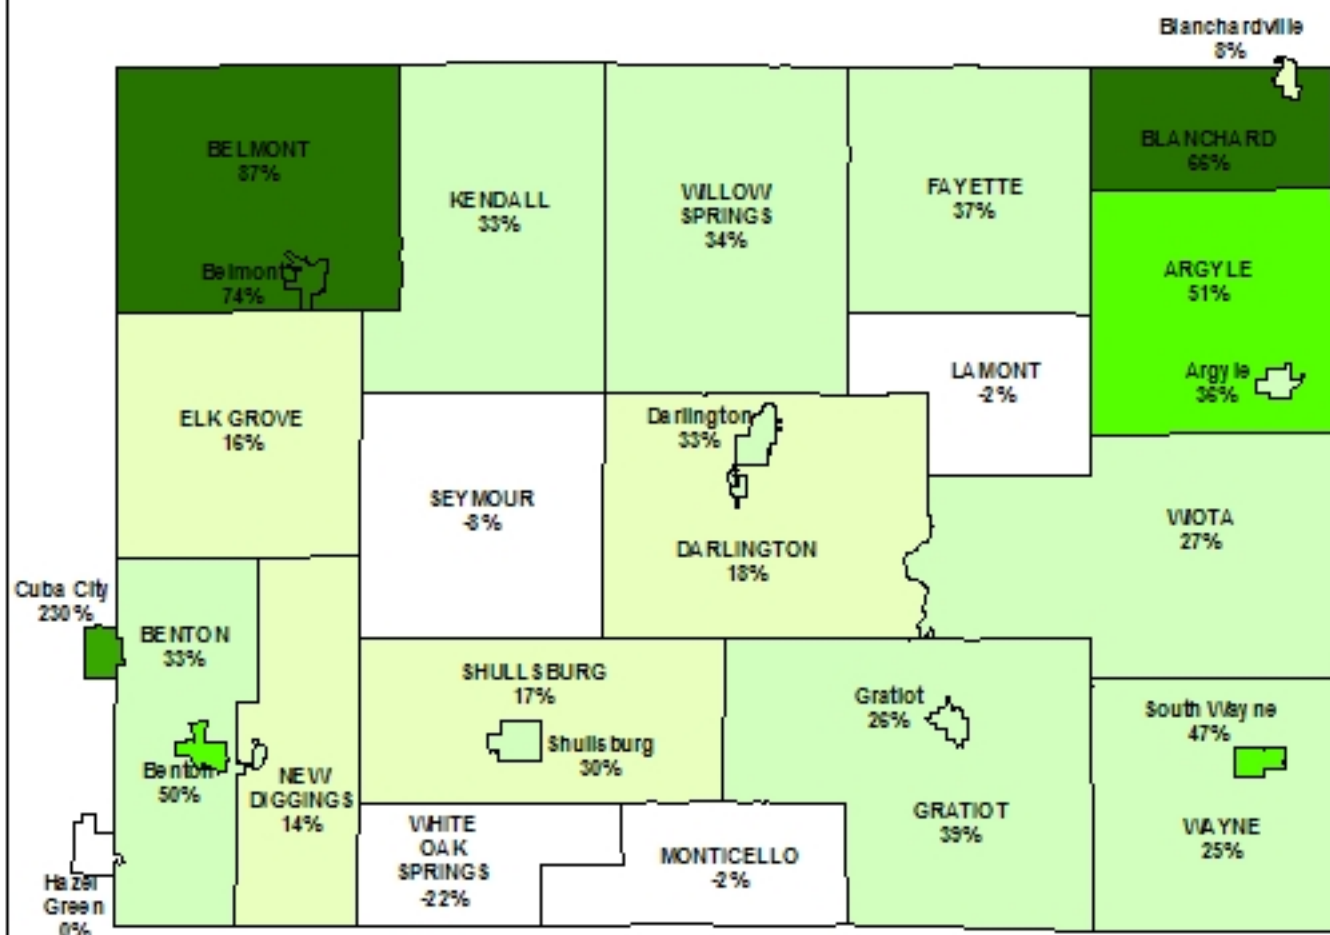 Blanchardville
8%
BELMONT
87%
Belmont
74%
KENDALL
33%
WILLOW
SPRINGS
34%
FAYETTE
37%
BLANCHARD
66%
ARGYLE
51%
Argyle
36%
LAMONT
-2%
ELK GROVE
16%
SEYMOUR
-8%
Darlington
33%
DARLINGTON
18%
WIOTA
27%
Cuba City
230%
BENTON
33%
Benton
50%
NEW
DIGGINGS
14%
SHULLSBURG
17%
Shullsburg
30%
Gratiot
26%
GRATIOT
39%
South Wayne
47%
WAYNE
25%
WHITE
OAK
SPRINGS
-22%
MONTICELLO
-2%
Hazel
Green
0%